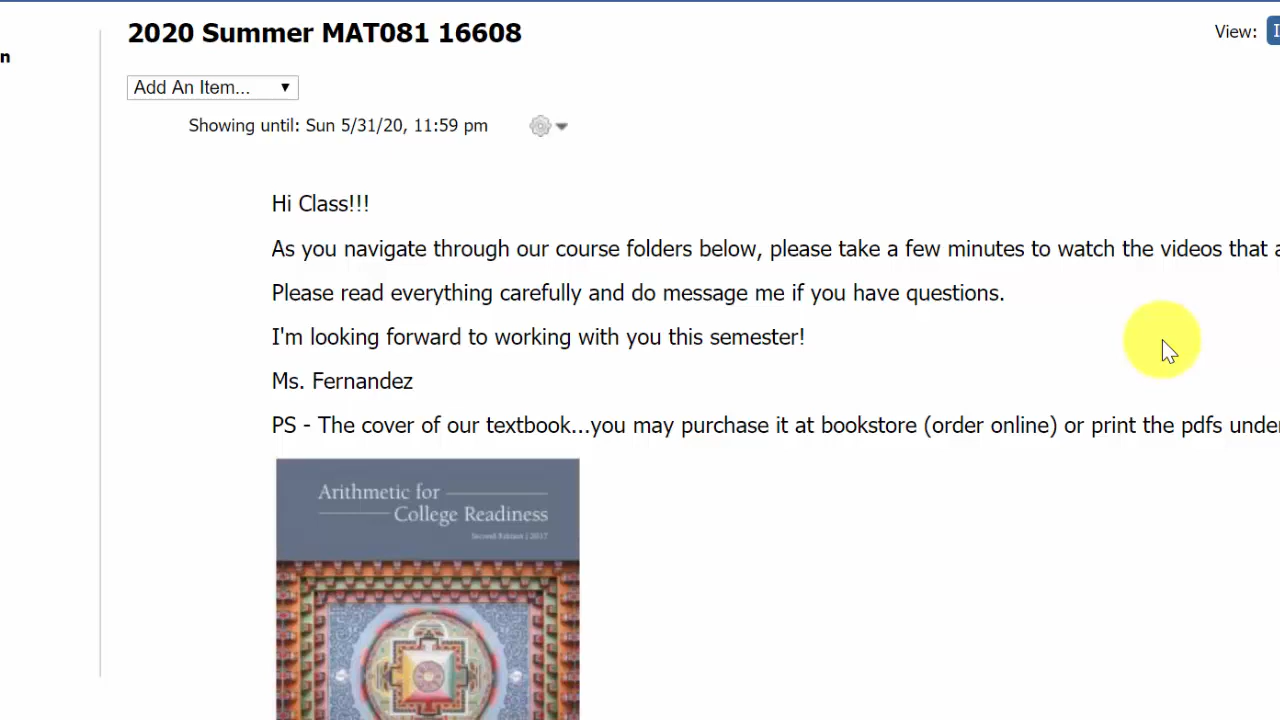 2020 Summer MAT081 16608
View:
n
Add An Item...
Showing until: Sun 5/31/20, 11:59 pm
Hi Class!!!
As you navigate through our course folders below, please take a few minutes to watch the videos that a
Please read everything carefully and do message me if you have questions.
I'm looking forward to working with you this semester!
Ms. Fernandez
PS - The cover of our textbook...you may purchase it at bookstore (order online) or print the pdfs under
Arithmetic for
College Readiness
Second Edition | 2017